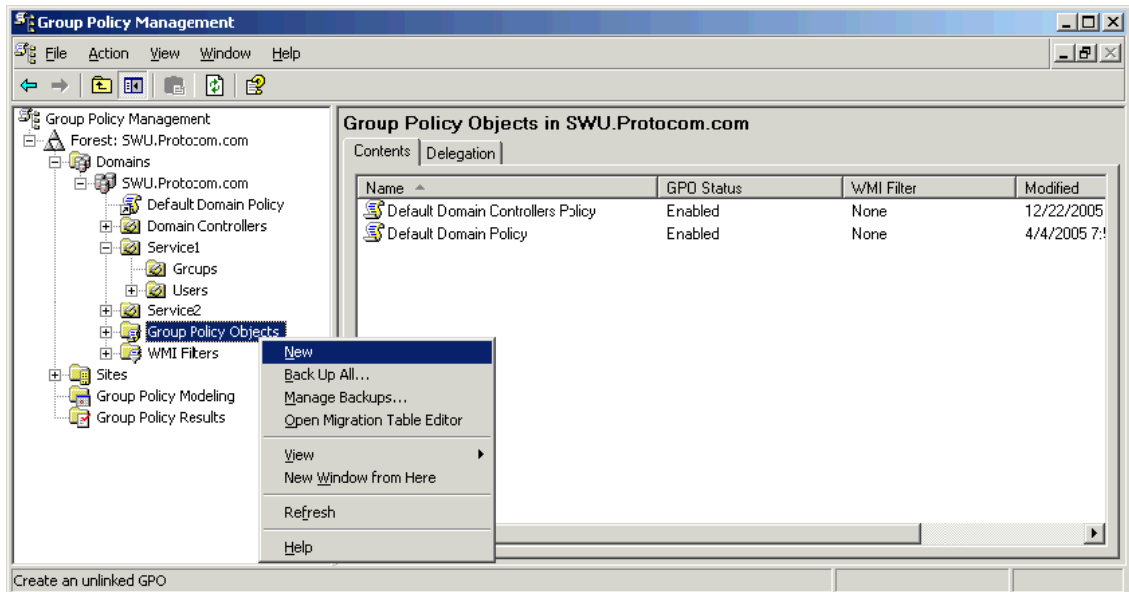 Group Policy Management
File Action View Window Help
Group Policy Management
Forest: SWU.Protocom.com
Domains
SWU.Protocom.com
Default Domain Policy
Domain Controllers
Service1
Groups
Users
Service2
Group Policy Objects
WMI Filters
Sites
Group Policy Modeling
Group Policy Results
Group Policy Objects in SWU.Protocom.com
Contents Delegation
Name GPO Status WMI Filter Modified
Default Domain Controllers Policy Enabled None 12/22/2005
Default Domain Policy Enabled None 4/4/2005 7:5
New
Back Up All...
Manage Backups...
Open Migration Table Editor
View
New Window from Here
Refresh
Help
Create an unlinked GPO